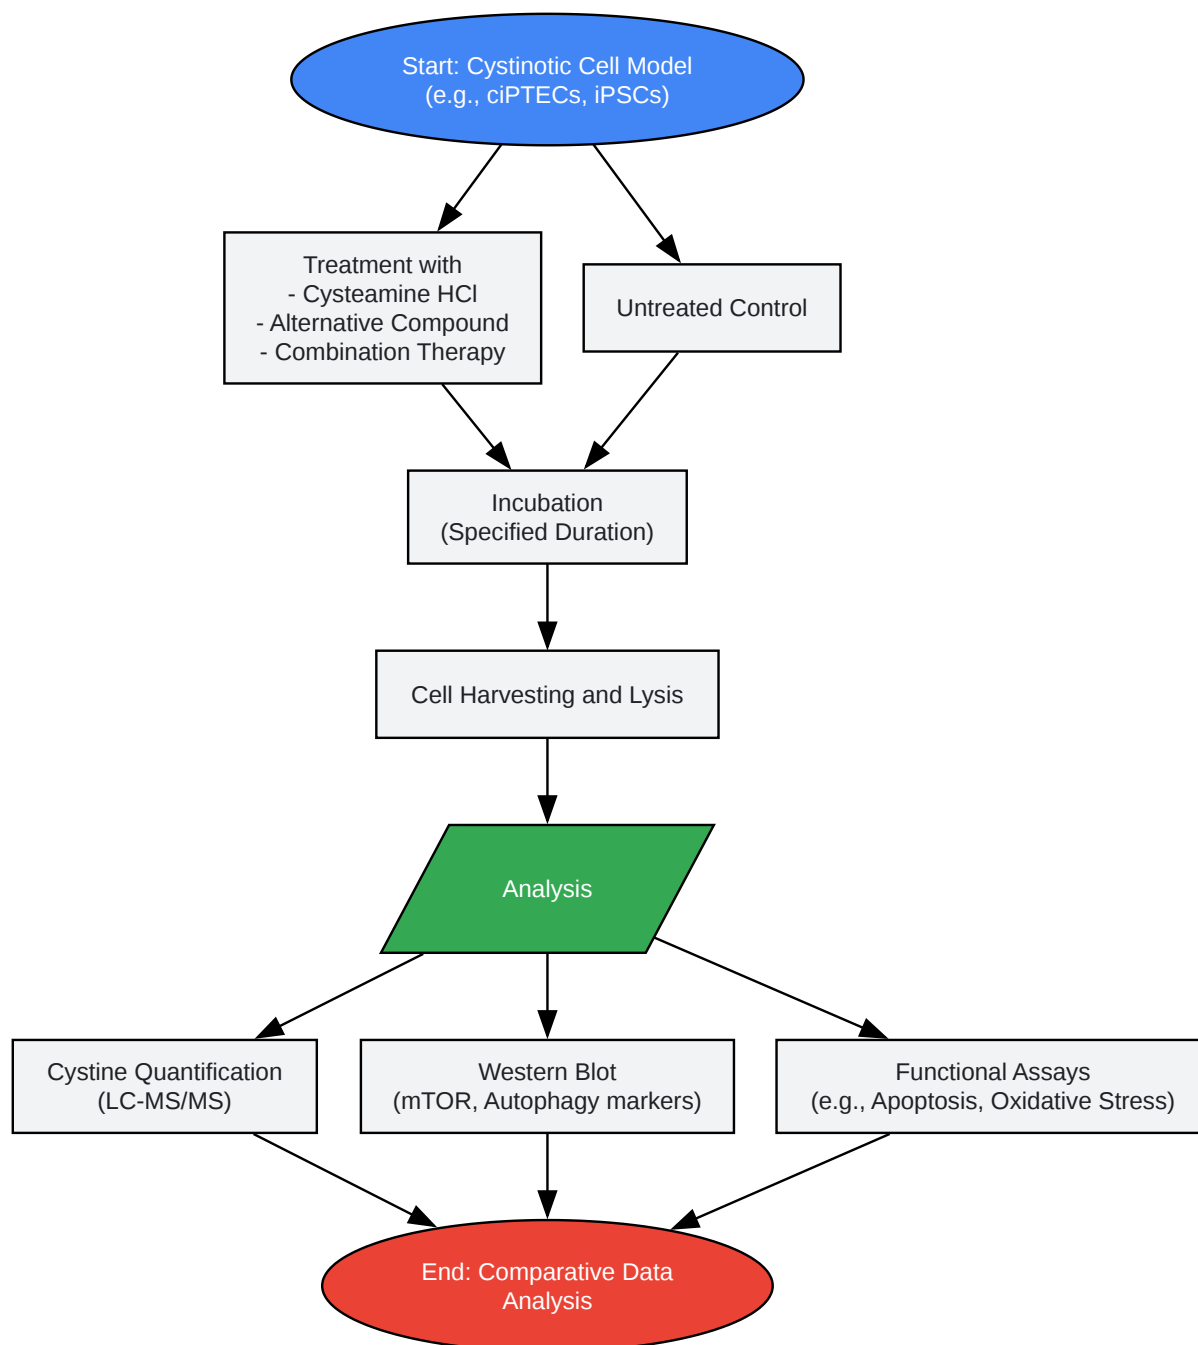 Start: Cystinotic Cell Model
(e.g., ciPTECs, iPSCs)
Treatment with
- Cysteamine HCl
- Alternative Compound
- Combination Therapy
Untreated Control
Incubation
(Specified Duration)
Cell Harvesting and Lysis
Analysis
Cystine Quantification
(LC-MS/MS)
Western Blot
(mTOR, Autophagy markers)
Functional Assays
(e.g., Apoptosis, Oxidative Stress)
End: Comparative Data
Analysis